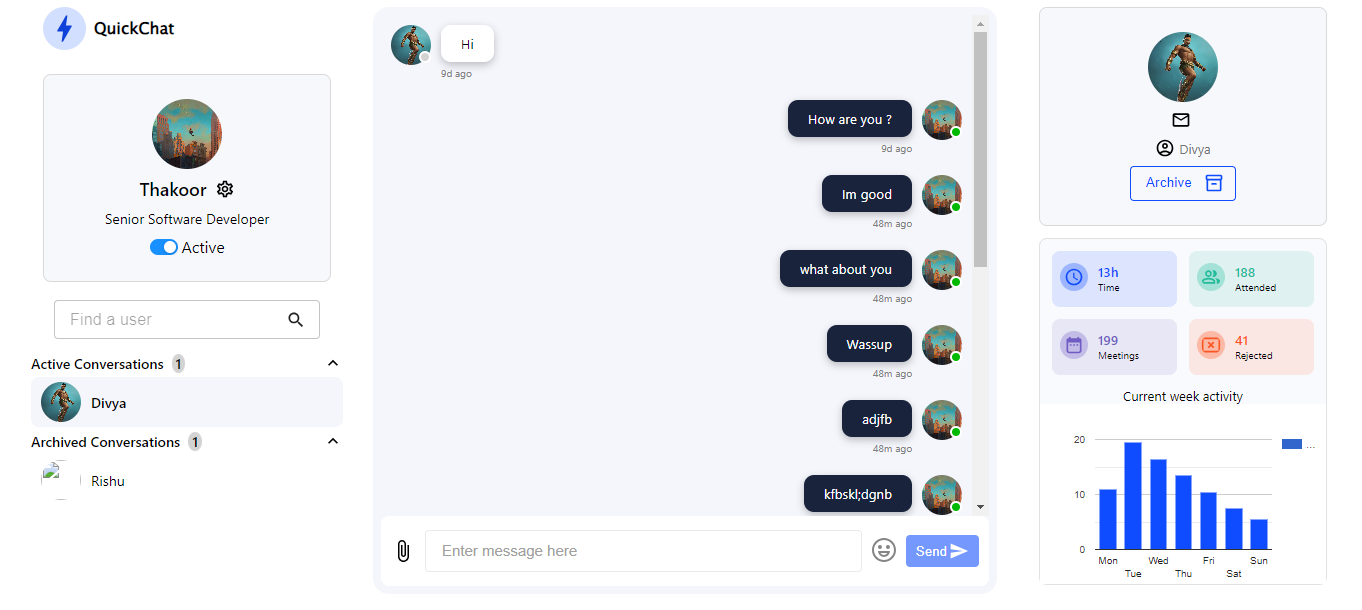 QuickChat
Thakoor
Senior Software Developer
Active
Find a user
Active Conversations 1
Divya
Archived Conversations 1
Rishu
Hi
9d ago
How are you ?
9d ago
Im good
48m ago
what about you
48m ago
Wassup
48m ago
adjfb
48m ago
kfbskl;dgnb
Enter message here
Send
Divya
Archive
13h
Time
188
Attended
199
Meetings
41
Rejected
Current week activity
20
10
0
...
Mon
Tue
Wed
Thu
Fri
Sat
Sun